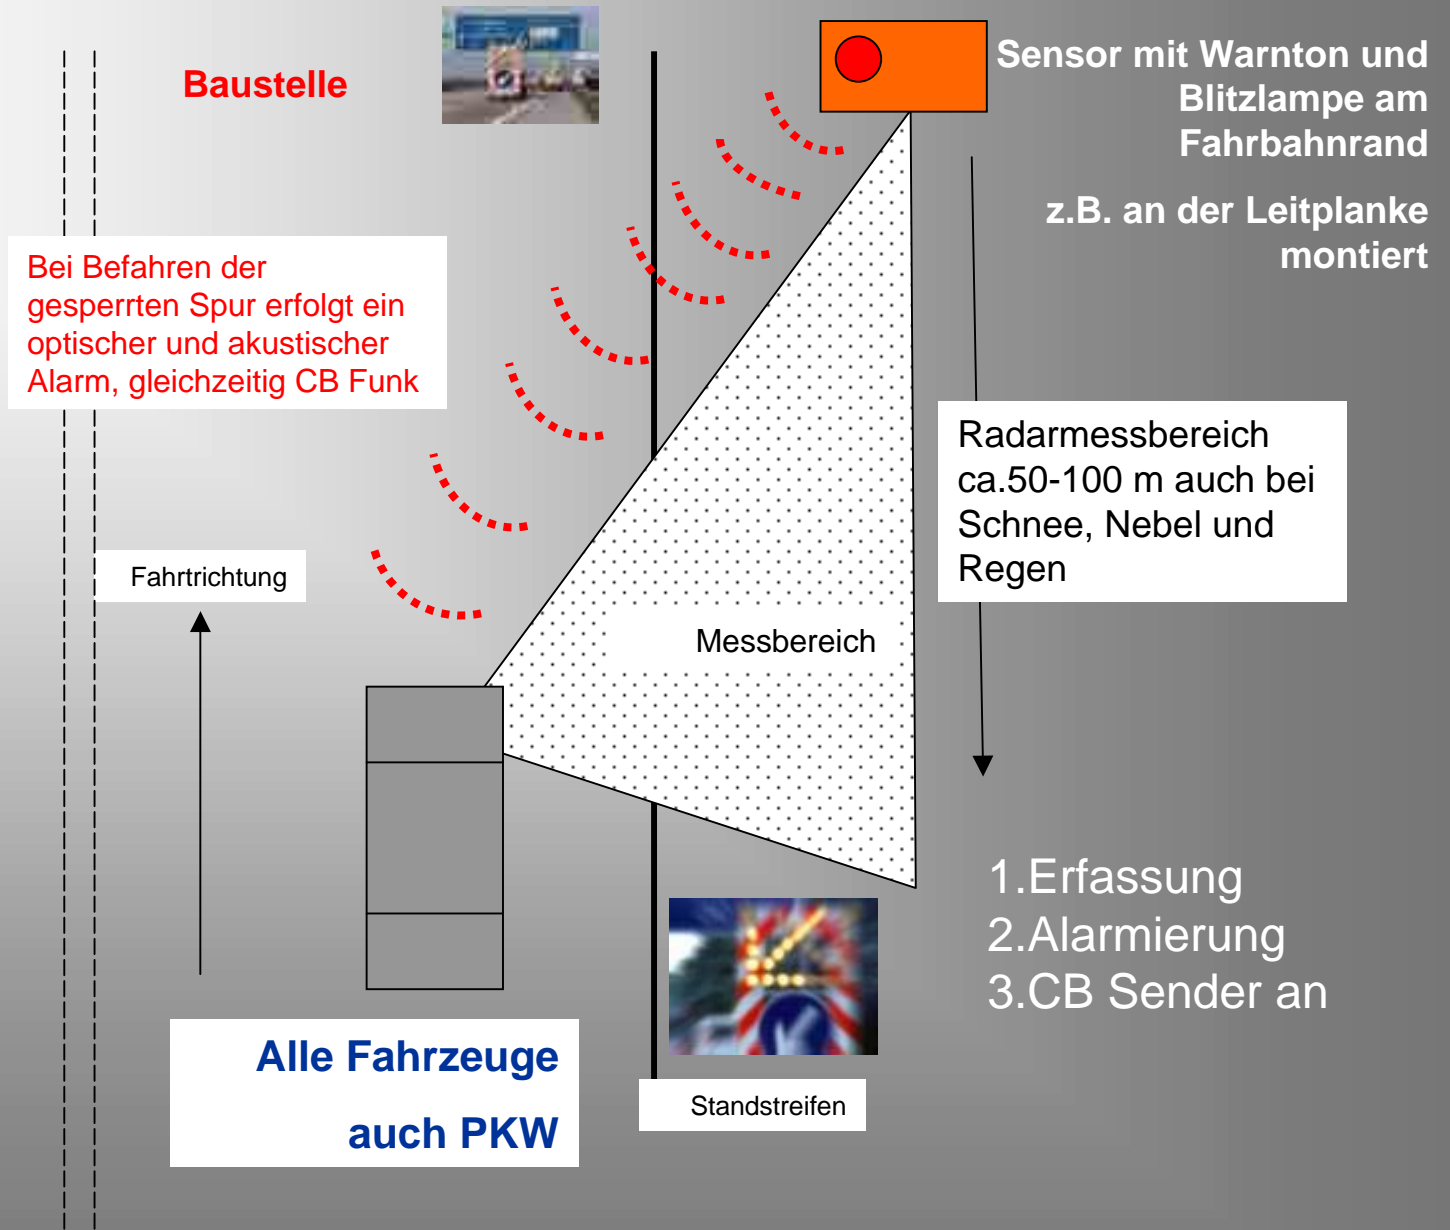 Baustelle
Sensor mit Warnton und
Blitzlampe am
Fahrbahnrand
z.B. an der Leitplanke
montiert
Bei Befahren der
gesperrten Spur erfolgt ein
optischer und akustischer
Alarm, gleichzeitig CB Funk
Radarmessbereich
ca.50-100 m auch bei
Schnee, Nebel und
Regen
Fahrtrichtung
Messbereich
1.Erfassung
2.Alarmierung
3.CB Sender an
Alle Fahrzeuge
auch PKW
Standstreifen